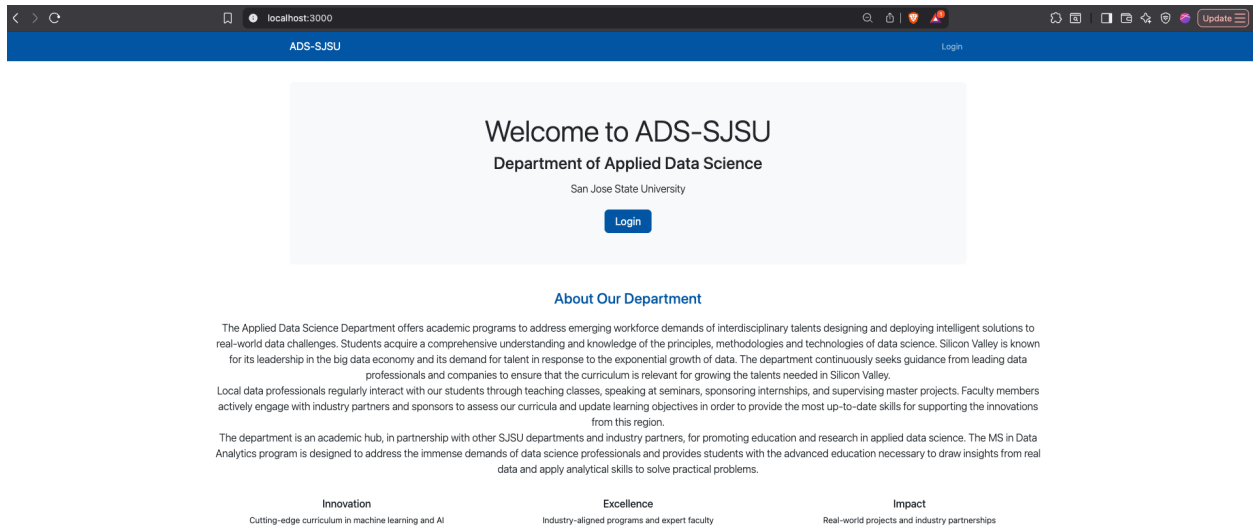 localhost:3000
Update
ADS-SJSU
Login
Welcome to ADS-SJSU
Department of Applied Data Science
San Jose State University
Login
About Our Department
The Applied Data Science Department offers academic programs to address emerging workforce demands of interdisciplinary talents designing and deploying intelligent solutions to
real-world data challenges. Students acquire a comprehensive understanding and knowledge of the principles, methodologies and technologies of data science. Silicon Valley is known
for its leadership in the big data economy and its demand for talent in response to the exponential growth of data. The department continuously seeks guidance from leading data
professionals and companies to ensure that the curriculum is relevant for growing the talents needed in Silicon Valley.
Local data professionals regularly interact with our students through teaching classes, speaking at seminars, sponsoring internships, and supervising master projects. Faculty members
actively engage with industry partners and sponsors to assess our curricula and update learning objectives in order to provide the most up-to-date skills for supporting the innovations
from this region.
The department is an academic hub, in partnership with other SJSU departments and industry partners, for promoting education and research in applied data science. The MS in Data
Analytics program is designed to address the immense demands of data science professionals and provides students with the advanced education necessary to draw insights from real
data and apply analytical skills to solve practical problems.
Innovation
Cutting-edge curriculum in machine learning and AI
Excellence
Industry-aligned programs and expert faculty
Impact
Real-world projects and industry partnerships